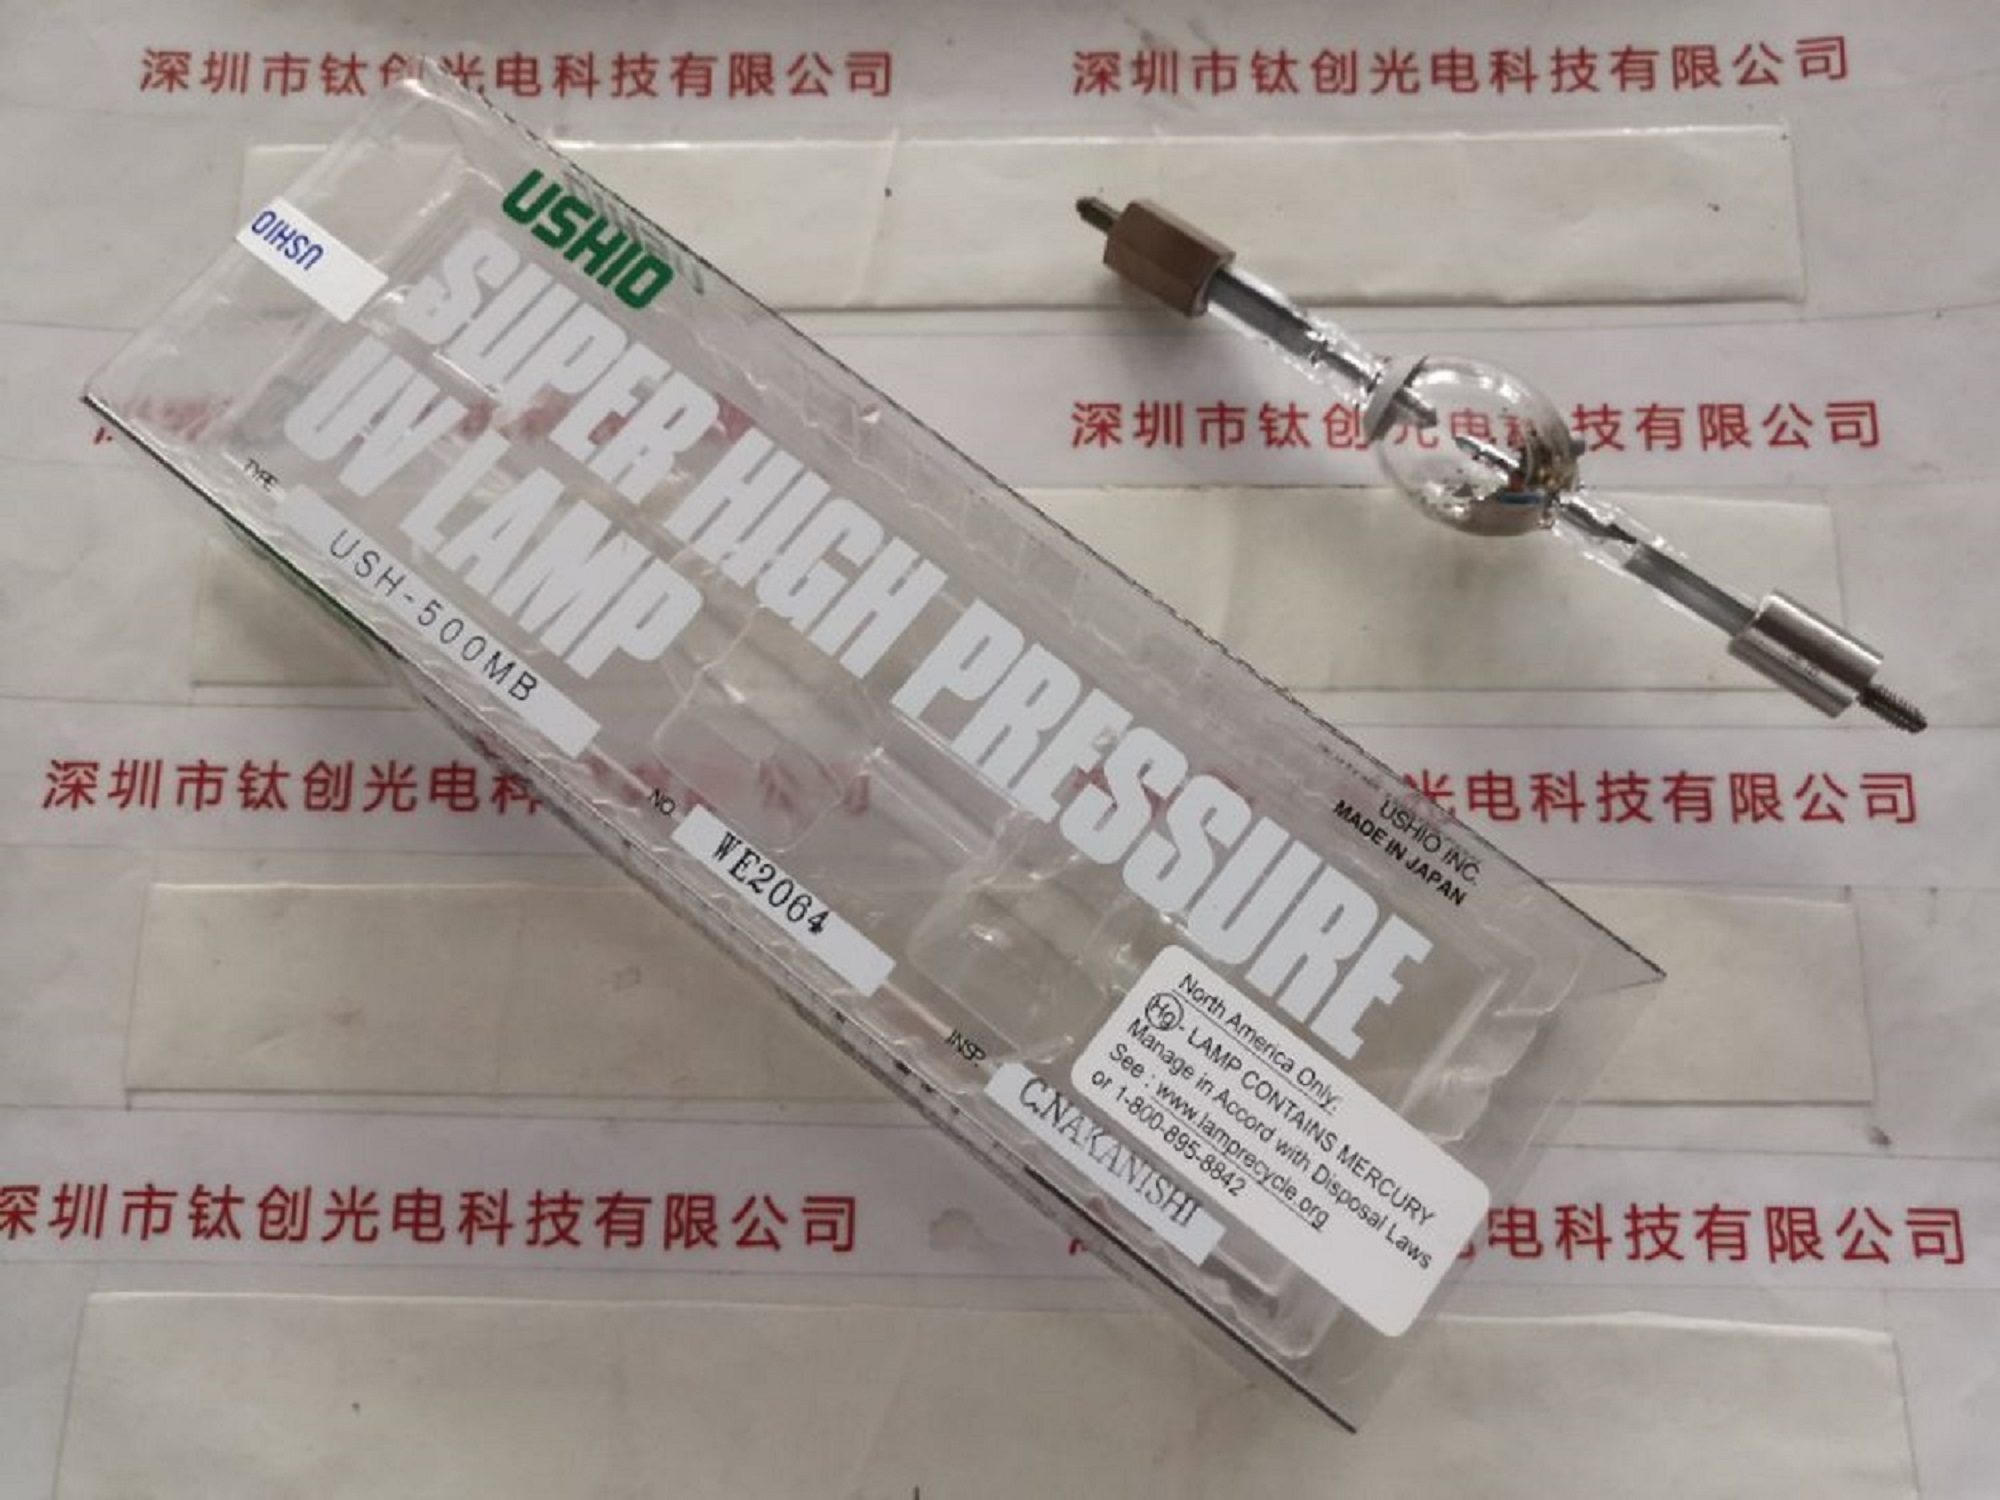 深圳市钛创光电科技有限公司
深圳市钛创光电科技有限公司
USHIO
USHIO
SUPER HIGH PRESSURE
UV LAMP
TYPE
USH-500MB
NO.
WE2064
INSP.
C.NAKANISHI
USHIO INC.
MADE IN JAPAN
North America Only:
Hg - LAMP CONTAINS MERCURY
Manage in Accord with Disposal Laws
See : www.lamprecycle.org
or 1-800-895-8842
深圳市钛创光电科技有限公司
深圳市钛创光电科
光电科技有限公司
深圳市钛创光电科技有限公司
电科技有限公司